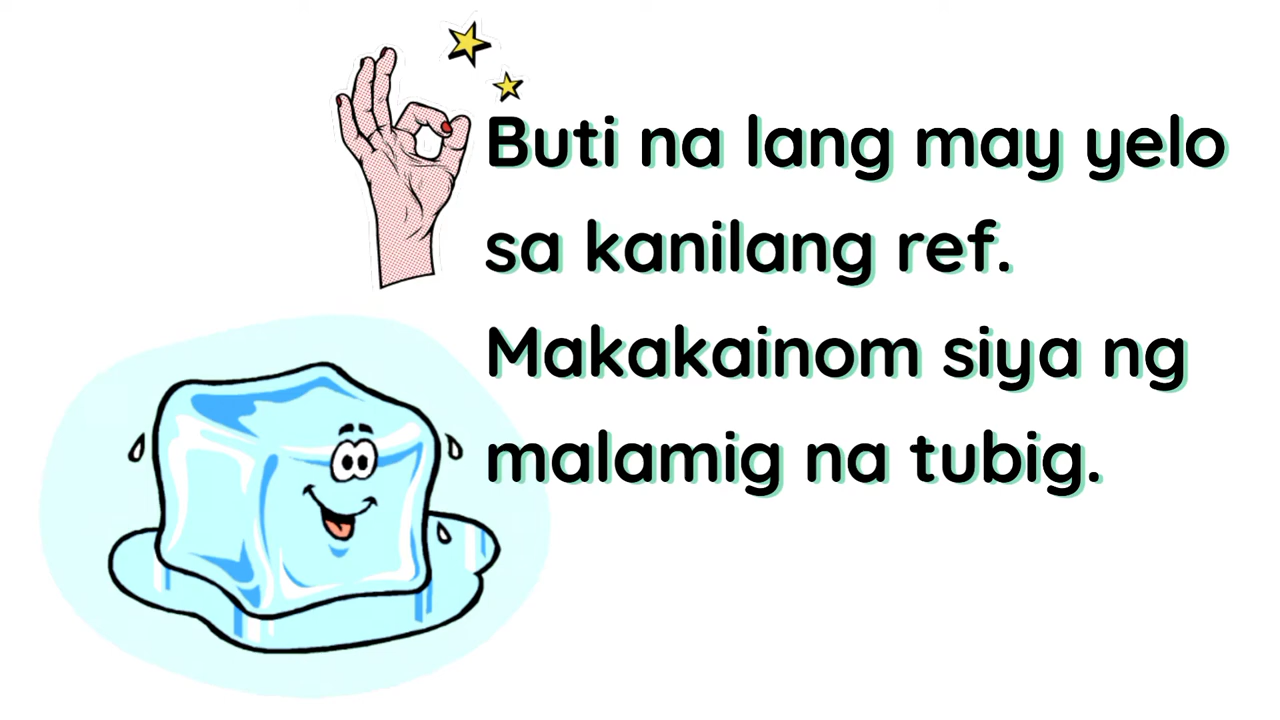 Buti na lang may yelo
sa kanilang ref.
Makakainom siya ng
malamig na tubig.